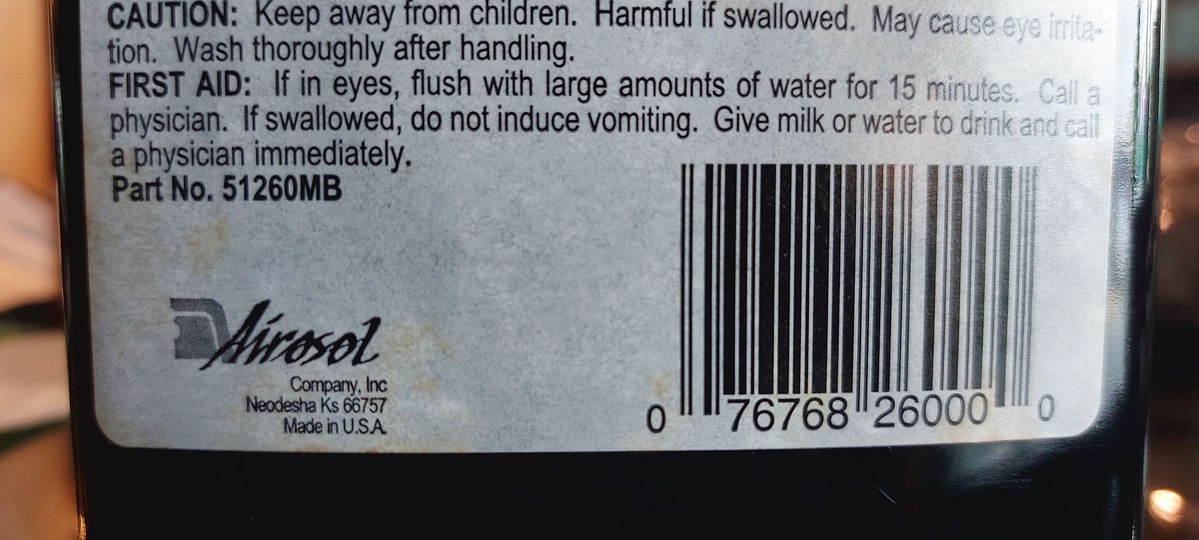 CAUTION: Keep away from children. Harmful if swallowed. May cause eye irrita-
tion. Wash thoroughly after handling.
FIRST AID: If in eyes, flush with large amounts of water for 15 minutes. Call a
physician. If swallowed, do not induce vomiting. Give milk or water to drink and call
a physician immediately.
Part No. 51260MB
Airosol
Company, Inc
Neodesha Ks 66757
Made in U.S.A.
0 76768 26000 0